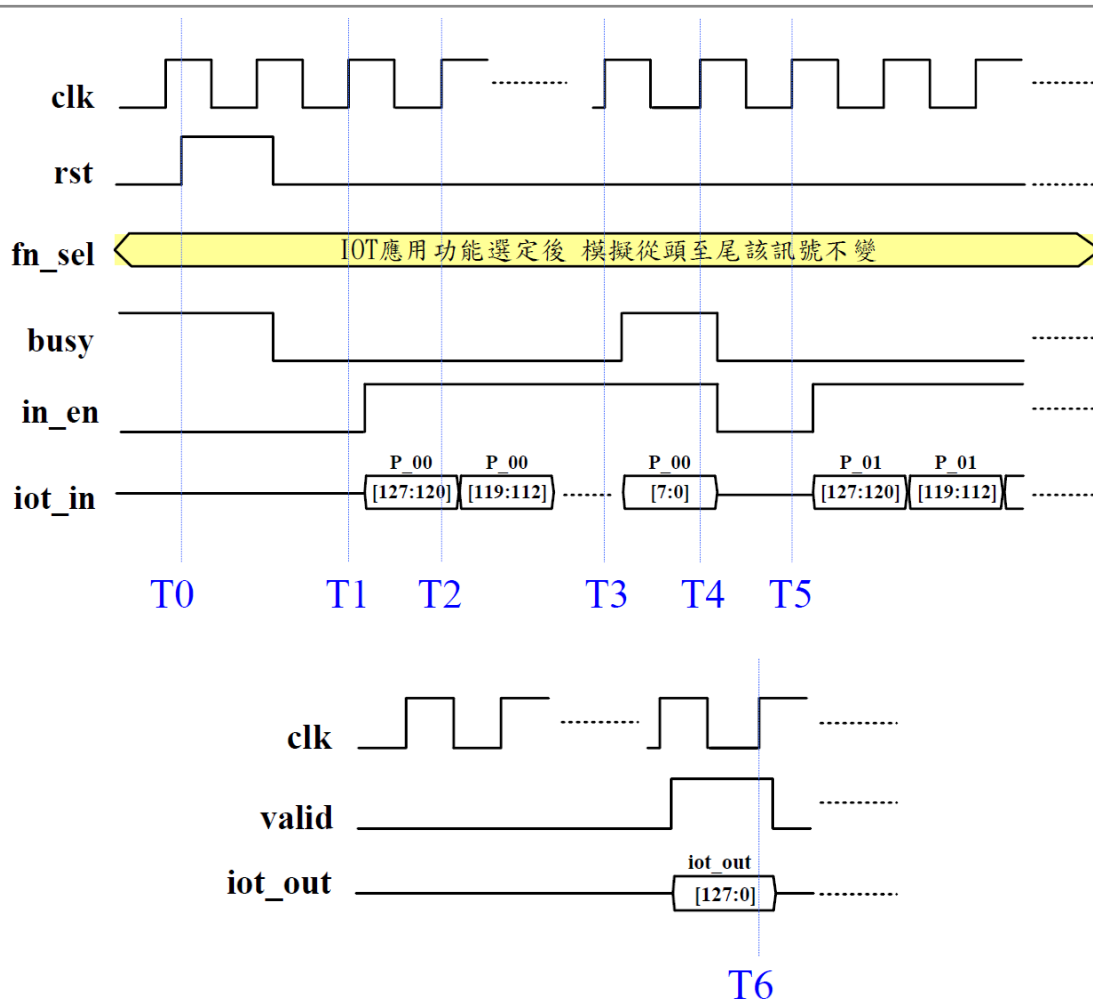 clk
rst
fn_sel
IOT應用功能選定後 模擬從頭至尾該訊號不變
busy
in_en
P_00 P_00 P_00 P_01 P_01
iot_in [127:120] [119:112] [7:0] [127:120] [119:112]
T0 T1 T2 T3 T4 T5
clk
valid
iot_out
iot_out
[127:0]
T6